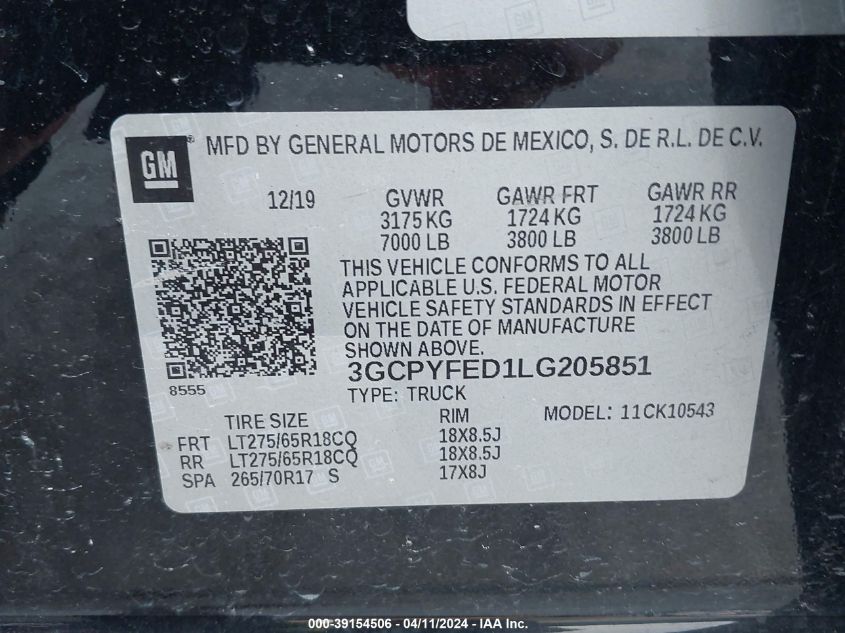 GM
GM GM
® MFD BY GENERAL MOTORS DE MEXICO, S. DE R.L. DE C.V.
12/19 GVWR GAWR FRT GAWR RR
3175 KG 1724 KG 1724 KG
7000 LB 3800 LB 3800 LB
THIS VEHICLE CONFORMS TO ALL
APPLICABLE U.S. FEDERAL MOTOR
VEHICLE SAFETY STANDARDS IN EFFECT
ON THE DATE OF MANUFACTURE
SHOWN ABOVE.
3GCPYFED1LG205851
8555
TYPE: TRUCK
TIRE SIZE RIM MODEL: 11CK10543
FRT LT275/65R18CQ 18X8.5J
RR LT275/65R18CQ 18X8.5J
SPA 265/70R17 S 17X8J
000-39154506 - 04/11/2024 - © IAA Inc.